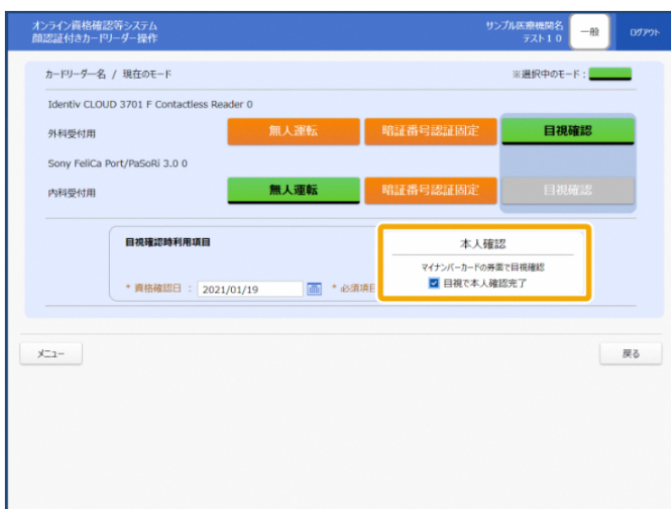 オンライン資格確認等システム
顔認証付きカードリーダー操作
サンプル医療機関名
テスト10
一般
ログアウト
カードリーダー名 / 現在のモード
※選択中のモード:
Identiv CLOUD 3701 F Contactless Reader 0
外科受付用
無人運転
暗証番号認証固定
目視確認
Sony FeliCa Port/PaSoRi 3.0 0
内科受付用
無人運転
暗証番号認証固定
目視確認
目視確認時利用項目
本人確認
マイナンバーカードの券面で目視確認
目視で本人確認完了
* 資格確認日 : 2021/01/19
* 必須項目
メニュー
戻る